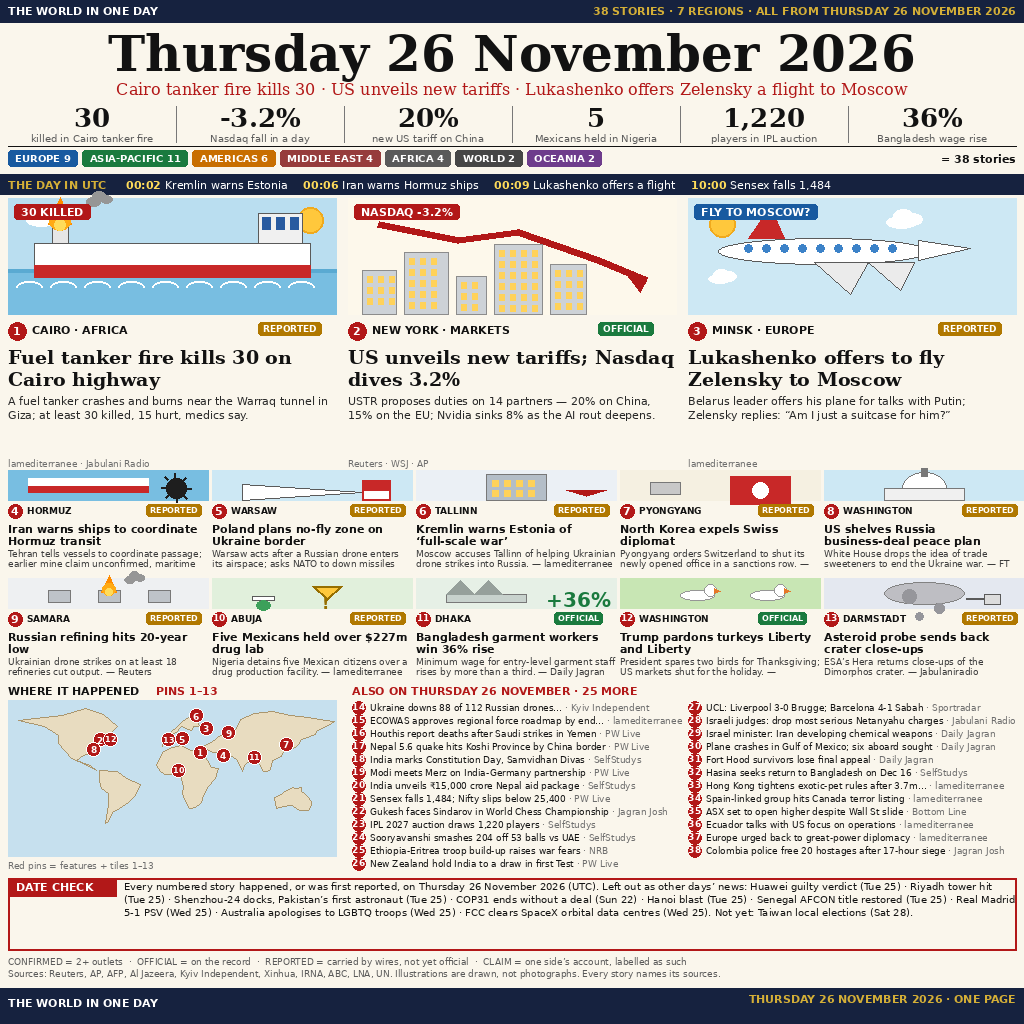 THE WORLD IN ONE DAY
38 STORIES · 7 REGIONS · ALL FROM THURSDAY 26 NOVEMBER 2026
Thursday 26 November 2026
Cairo tanker fire kills 30 · US unveils new tariffs · Lukashenko offers Zelensky a flight to Moscow
30
killed in Cairo tanker fire
-3.2%
Nasdaq fall in a day
20%
new US tariff on China
5
Mexicans held in Nigeria
1,220
players in IPL auction
36%
Bangladesh wage rise
EUROPE 9
ASIA-PACIFIC 11
AMERICAS 6
MIDDLE EAST 4
AFRICA 4
WORLD 2
OCEANIA 2
= 38 stories
THE DAY IN UTC 00:02 Kremlin warns Estonia 00:06 Iran warns Hormuz ships 00:09 Lukashenko offers a flight 10:00 Sensex falls 1,484
30 KILLED
1 CAIRO · AFRICA REPORTED
Fuel tanker fire kills 30 on
Cairo highway
A fuel tanker crashes and burns near the Warraq tunnel in
Giza; at least 30 killed, 15 hurt, medics say.
lamediterranee · Jabulani Radio
NASDAQ -3.2%
2 NEW YORK · MARKETS OFFICIAL
US unveils new tariffs; Nasdaq
dives 3.2%
USTR proposes duties on 14 partners — 20% on China,
15% on the EU; Nvidia sinks 8% as the AI rout deepens.
Reuters · WSJ · AP
FLY TO MOSCOW?
3 MINSK · EUROPE REPORTED
Lukashenko offers to fly
Zelensky to Moscow
Belarus leader offers his plane for talks with Putin;
Zelensky replies: “Am I just a suitcase for him?”
lamediterranee
4 HORMUZ REPORTED
Iran warns ships to coordinate
Hormuz transit
Tehran tells vessels to coordinate passage;
earlier mine claim unconfirmed, maritime
5 WARSAW REPORTED
Poland plans no-fly zone on
Ukraine border
Warsaw acts after a Russian drone enters
its airspace; asks NATO to down missiles
6 TALLINN REPORTED
Kremlin warns Estonia of
‘full-scale war’
Moscow accuses Tallinn of helping Ukrainian
drone strikes into Russia. — lamediterranee
7 PYONGYANG REPORTED
North Korea expels Swiss
diplomat
Pyongyang orders Switzerland to shut its
newly opened office in a sanctions row. —
8 WASHINGTON REPORTED
US shelves Russia
business-deal peace plan
White House drops the idea of trade
sweeteners to end the Ukraine war. — FT
9 SAMARA REPORTED
Russian refining hits 20-year
low
Ukrainian drone strikes on at least 18
refineries cut output. — Reuters
10 ABUJA REPORTED
Five Mexicans held over $227m
drug lab
Nigeria detains five Mexican citizens over a
drug production facility. — lamediterranee
+36%
11 DHAKA OFFICIAL
Bangladesh garment workers
win 36% rise
Minimum wage for entry-level garment staff
rises by more than a third. — Daily Jagran
12 WASHINGTON OFFICIAL
Trump pardons turkeys Liberty
and Liberty
President spares two birds for Thanksgiving;
US markets shut for the holiday. —
13 DARMSTADT REPORTED
Asteroid probe sends back
crater close-ups
ESA’s Hera returns close-ups of the
Dimorphos crater. — Jabulaniradio
WHERE IT HAPPENED PINS 1–13
6
3
2
12
8
13
5
9
7
1
4
11
10
Red pins = features + tiles 1–13
ALSO ON THURSDAY 26 NOVEMBER · 25 MORE
14 Ukraine downs 88 of 112 Russian drones... · Kyiv Independent
15 ECOWAS approves regional force roadmap by end... · lamediterranee
16 Houthis report deaths after Saudi strikes in Yemen · PW Live
17 Nepal 5.6 quake hits Koshi Province by China border · PW Live
18 India marks Constitution Day, Samvidhan Divas · SelfStudys
19 Modi meets Merz on India-Germany partnership · PW Live
20 India unveils ₹15,000 crore Nepal aid package · SelfStudys
21 Sensex falls 1,484; Nifty slips below 25,400 · PW Live
22 Gukesh faces Sindarov in World Chess Championship · Jagran Josh
23 IPL 2027 auction draws 1,220 players · SelfStudys
24 Sooryavanshi smashes 204 off 53 balls vs UAE · SelfStudys
25 Ethiopia-Eritrea troop build-up raises war fears · NRB
26 New Zealand hold India to a draw in first Test · PW Live
27 UCL: Liverpool 3-0 Brugge; Barcelona 4-1 Sabah · Sportradar
28 Israeli judges: drop most serious Netanyahu charges · Jabulani Radio
29 Israel minister: Iran developing chemical weapons · Daily Jagran
30 Plane crashes in Gulf of Mexico; six aboard sought · Daily Jagran
31 Fort Hood survivors lose final appeal · Daily Jagran
32 Hasina seeks return to Bangladesh on Dec 16 · SelfStudys
33 Hong Kong tightens exotic-pet rules after 3.7m... · lamediterranee
34 Spain-linked group hits Canada terror listing · lamediterranee
35 ASX set to open higher despite Wall St slide · Bottom Line
36 Ecuador talks with US focus on operations · lamediterranee
37 Europe urged back to great-power diplomacy · lamediterranee
38 Colombia police free 20 hostages after 17-hour siege · Jagran Josh
DATE CHECK
Every numbered story happened, or was first reported, on Thursday 26 November 2026 (UTC). Left out as other days’ news: Huawei guilty verdict (Tue 25) · Riyadh tower hit
(Tue 25) · Shenzhou-24 docks, Pakistan’s first astronaut (Tue 25) · COP31 ends without a deal (Sun 22) · Hanoi blast (Tue 25) · Senegal AFCON title restored (Tue 25) · Real Madrid
5-1 PSV (Wed 25) · Australia apologises to LGBTQ troops (Wed 25) · FCC clears SpaceX orbital data centres (Wed 25). Not yet: Taiwan local elections (Sat 28).
CONFIRMED = 2+ outlets · OFFICIAL = on the record · REPORTED = carried by wires, not yet official · CLAIM = one side’s account, labelled as such
Sources: Reuters, AP, AFP, Al Jazeera, Kyiv Independent, Xinhua, IRNA, ABC, LNA, UN. Illustrations are drawn, not photographs. Every story names its sources.
THE WORLD IN ONE DAY
THURSDAY 26 NOVEMBER 2026 · ONE PAGE